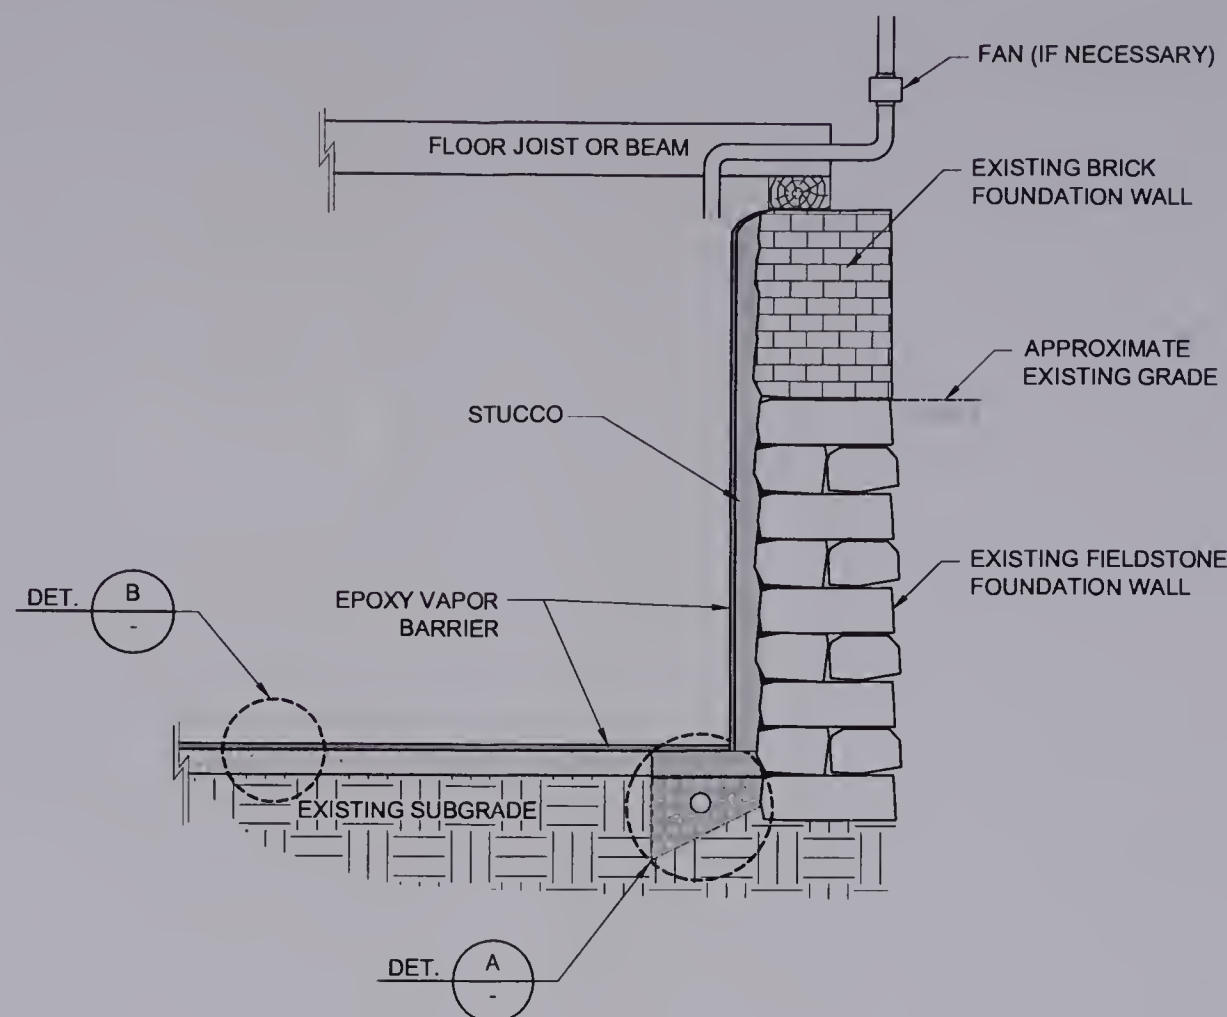 FAN (IF NECESSARY)
FLOOR JOIST OR BEAM
EXISTING BRICK
FOUNDATION WALL
APPROXIMATE
EXISTING GRADE
STUCCO
EXISTING FIELDSTONE
FOUNDATION WALL
DET.
B
-
EPOXY VAPOR
BARRIER
EXISTING SUBGRADE
DET.
A
-